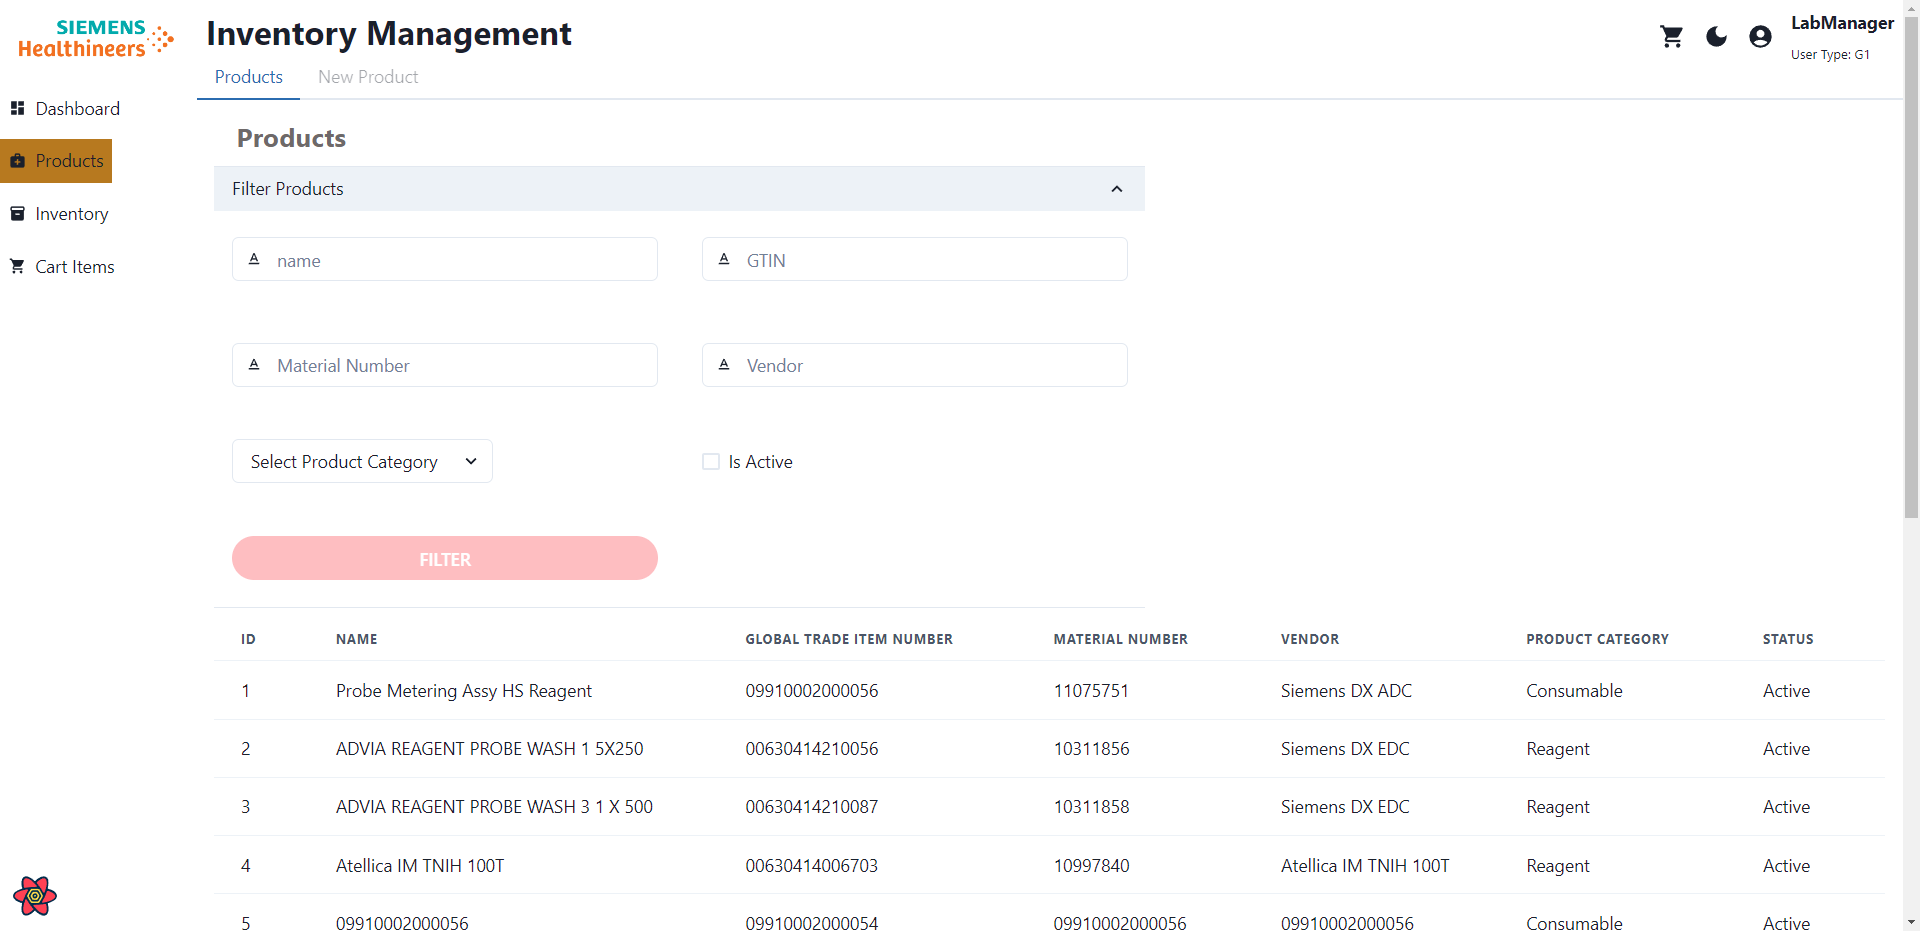 SIEMENS
Healthineers
Inventory Management
LabManager
User Type: G1
Products New Product
Dashboard
Products
Inventory
Cart Items
Products
Filter Products
name GTIN
Material Number Vendor
Select Product Category Is Active
FILTER
ID NAME GLOBAL TRADE ITEM NUMBER MATERIAL NUMBER VENDOR PRODUCT CATEGORY STATUS
1 Probe Metering Assy HS Reagent 09910002000056 11075751 Siemens DX ADC Consumable Active
2 ADVIA REAGENT PROBE WASH 1 5X250 00630414210056 10311856 Siemens DX EDC Reagent Active
3 ADVIA REAGENT PROBE WASH 3 1 X 500 00630414210087 10311858 Siemens DX EDC Reagent Active
4 Atellica IM TNIH 100T 00630414006703 10997840 Atellica IM TNIH 100T Reagent Active
5 09910002000056 09910002000054 09910002000056 09910002000056 Consumable Active